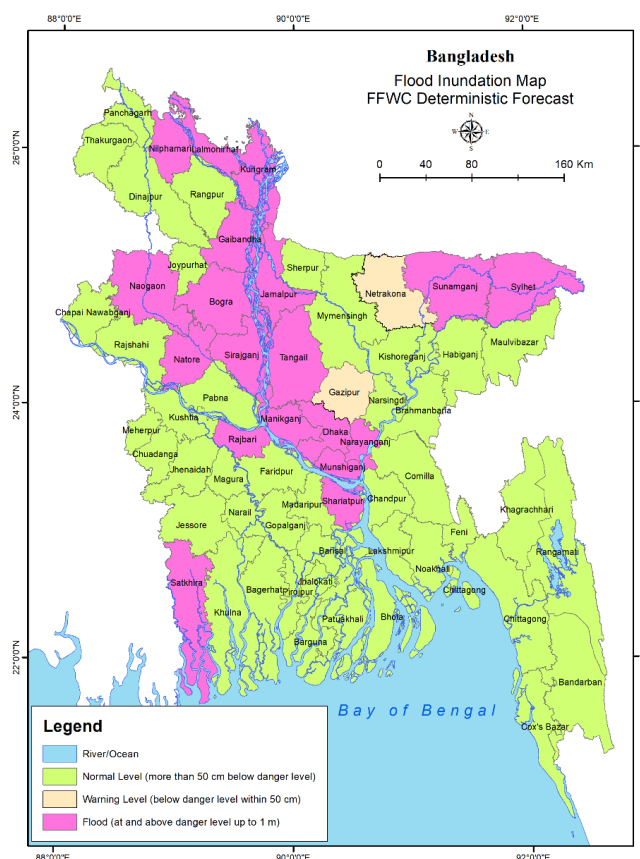 88°0'0"E
90°0'0"E
92°0'0"E
Bangladesh
Flood Inundation Map
FFWC Deterministic Forecast
N
W
E
S
0 40 80 120 160 Km
26°0'0"N
24°0'0"N
22°0'0"N
Panchagarh
Thakurgaon
Nilphamari
Lalmonirhat
Kurigram
Dinajpur
Rangpur
Gaibandha
Joypurhat
Sherpur
Naogaon
Bogra
Jamalpur
Netrakona
Sunamganj
Sylhet
Chapai Nawabganj
Mymensingh
Rajshahi
Natore
Sirajganj
Tangail
Kishoreganj
Habiganj
Maulvibazar
Pabna
Gazipur
Narsingdi
Brahmanbaria
Kushtia
Manikganj
Meherpur
Rajbari
Dhaka
Narayanganj
Chuadanga
Jhenaidah
Magura
Faridpur
Munshiganj
Comilla
Shariatpur
Chandpur
Narail
Madaripur
Khagrachhari
Jessore
Gopalganj
Feni
Barisal
Lakshmipur
Rangamati
Satkhira
Noakhali
Jhalokati
Bagerhat
Pirojpur
Chittagong
Khulna
Patuakhali
Bhola
Chittagong
Barguna
Bandarban
Cox's Bazar
Bay of Bengal
Legend
River/Ocean
Normal Level (more than 50 cm below danger level)
Warning Level (below danger level within 50 cm)
Flood (at and above danger level up to 1 m)
88°0'0"E
90°0'0"E
92°0'0"E